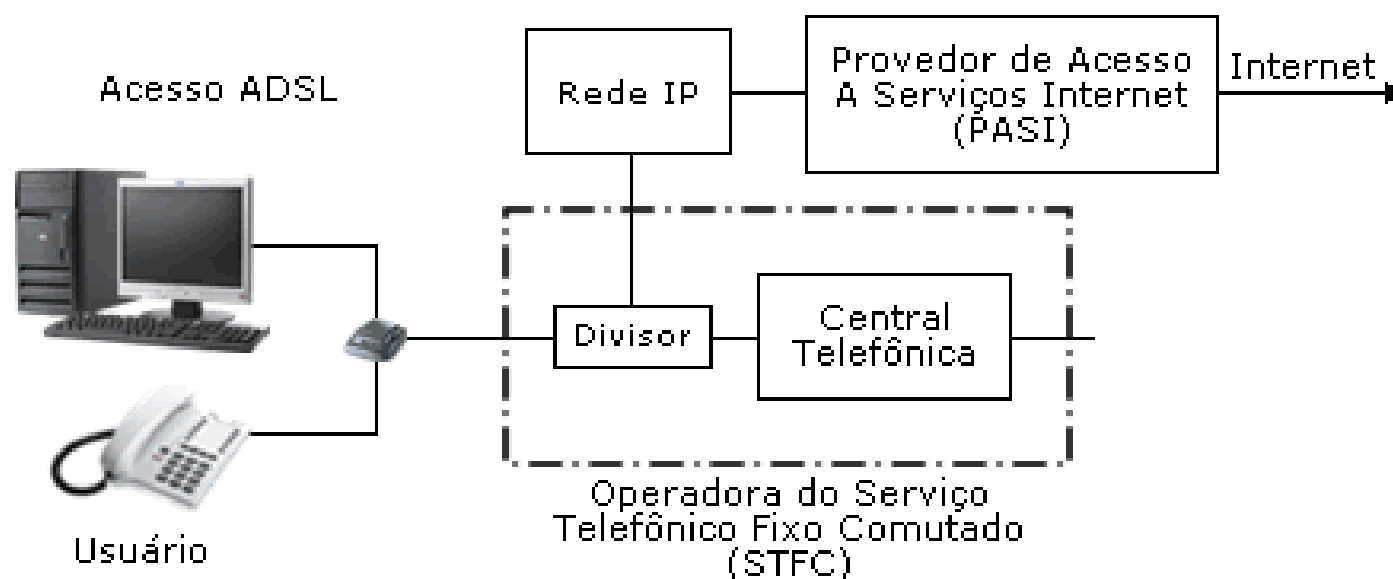 Acesso ADSL
Rede IP
Provedor de Acesso
A Serviços Internet
(PASI)
Internet
Divisor
Central
Telefônica
Usuário
Operadora do Serviço
Telefônico Fixo Comutado
(STFC)